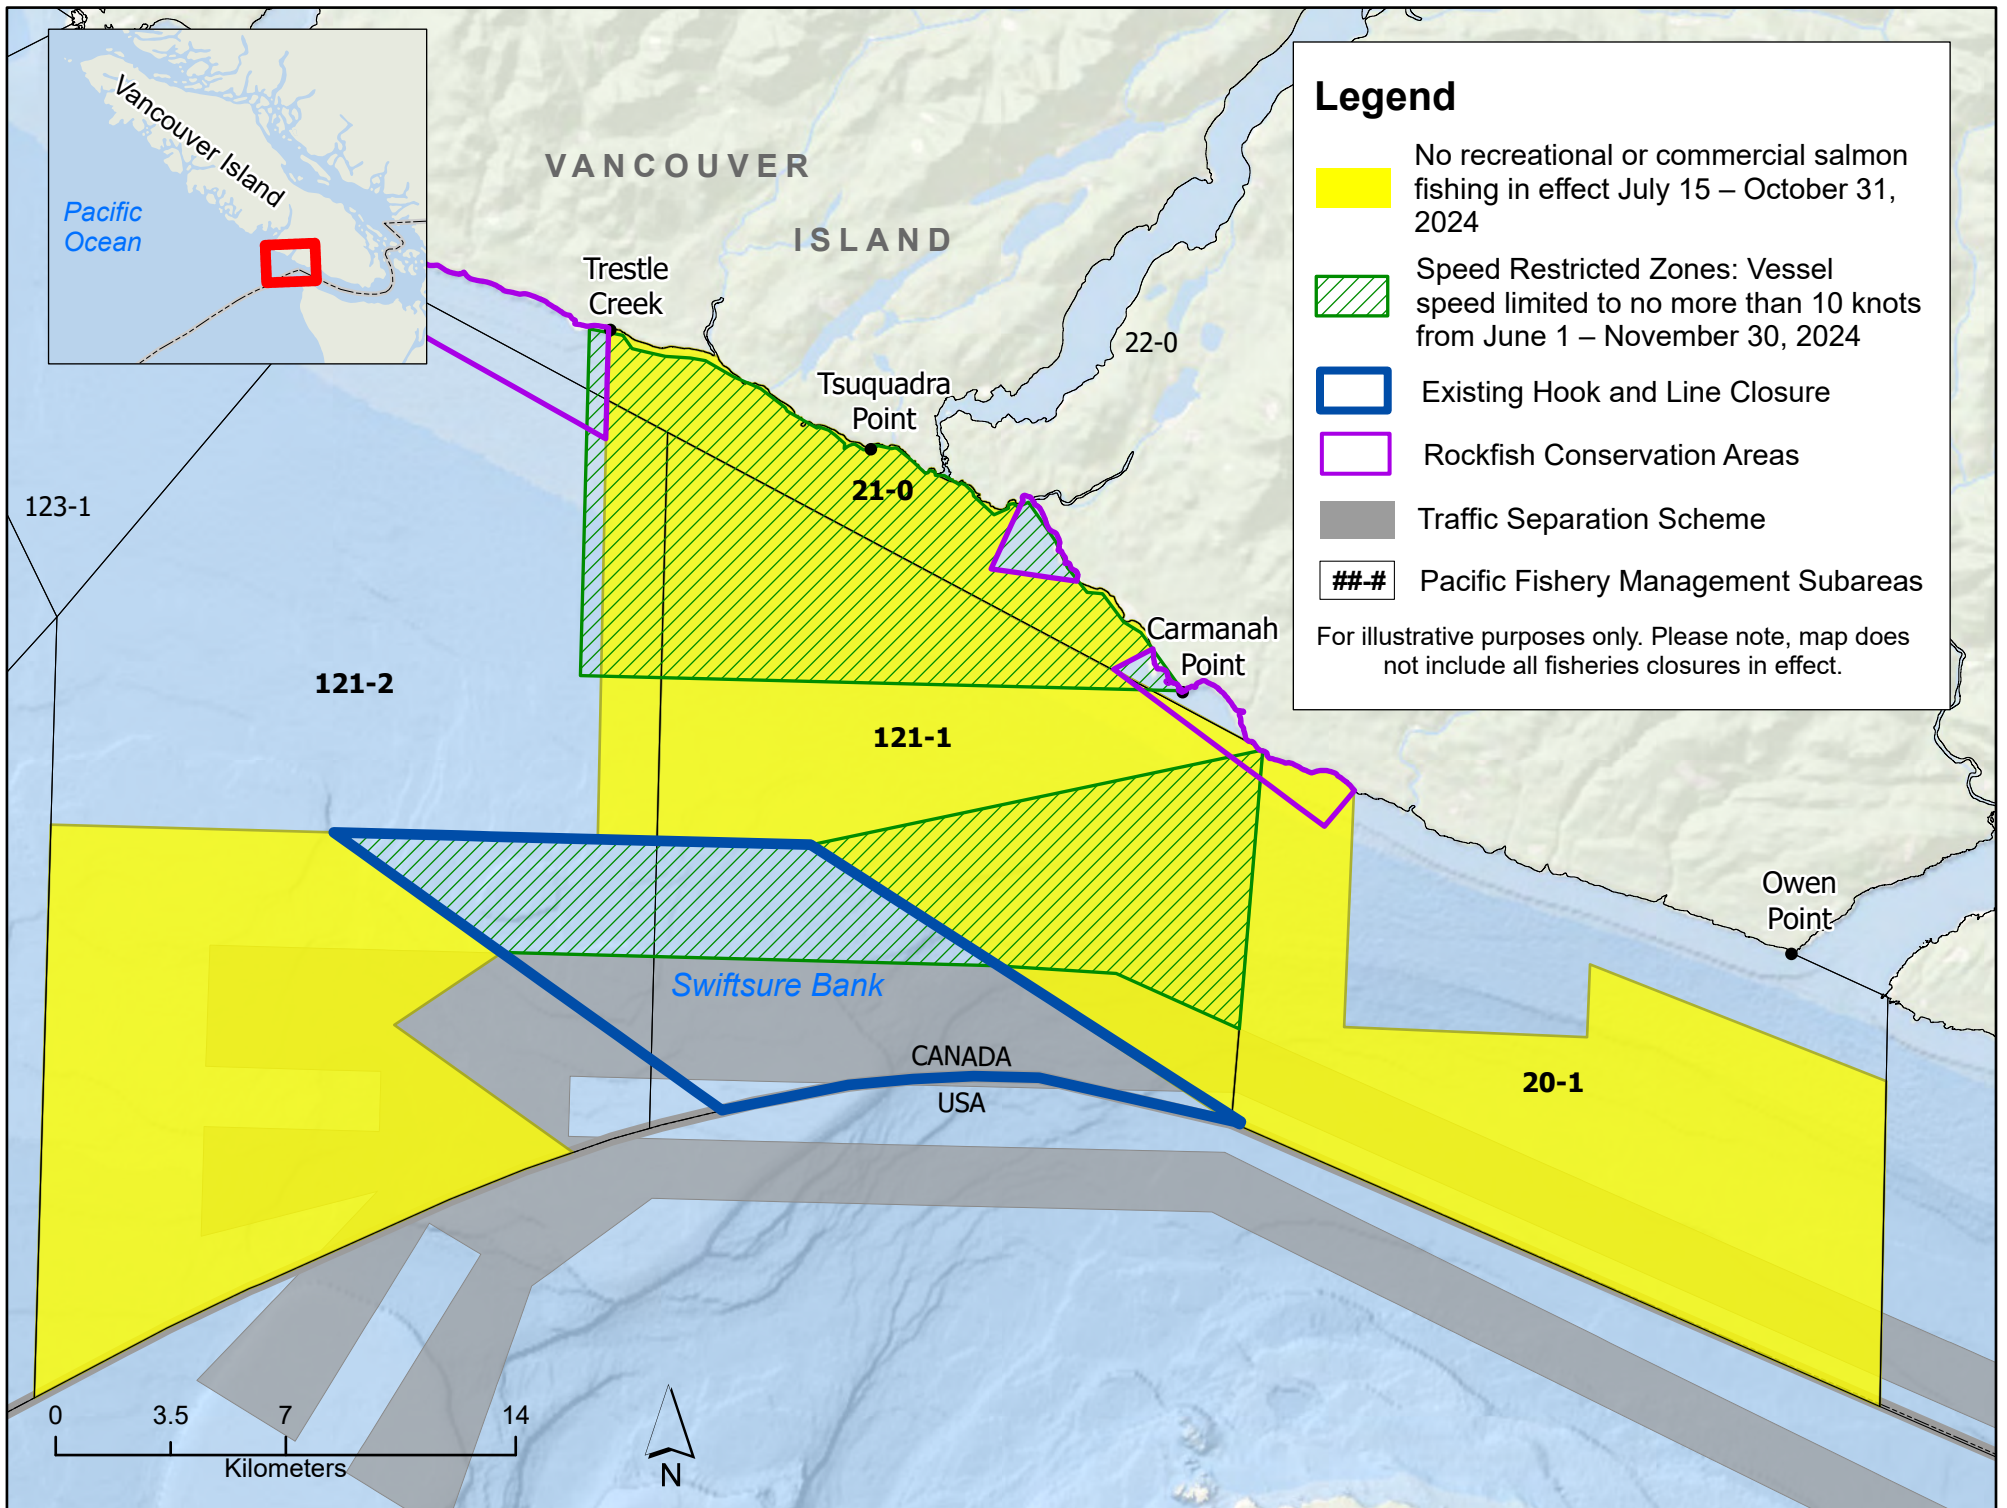 Vancouver Island
Pacific
Ocean
VANCOUVER
ISLAND
Trestle
Creek
Tsuquadra
Point
22-0
21-0
123-1
Carmanah
Point
121-2
121-1
Owen
Point
Swiftsure Bank
CANADA
USA
20-1
0 3.5 7 14
Kilometers
N
Legend
No recreational or commercial salmon
fishing in effect July 15 – October 31,
2024
Speed Restricted Zones: Vessel
speed limited to no more than 10 knots
from June 1 – November 30, 2024
Existing Hook and Line Closure
Rockfish Conservation Areas
Traffic Separation Scheme
##-# Pacific Fishery Management Subareas
For illustrative purposes only. Please note, map does
not include all fisheries closures in effect.